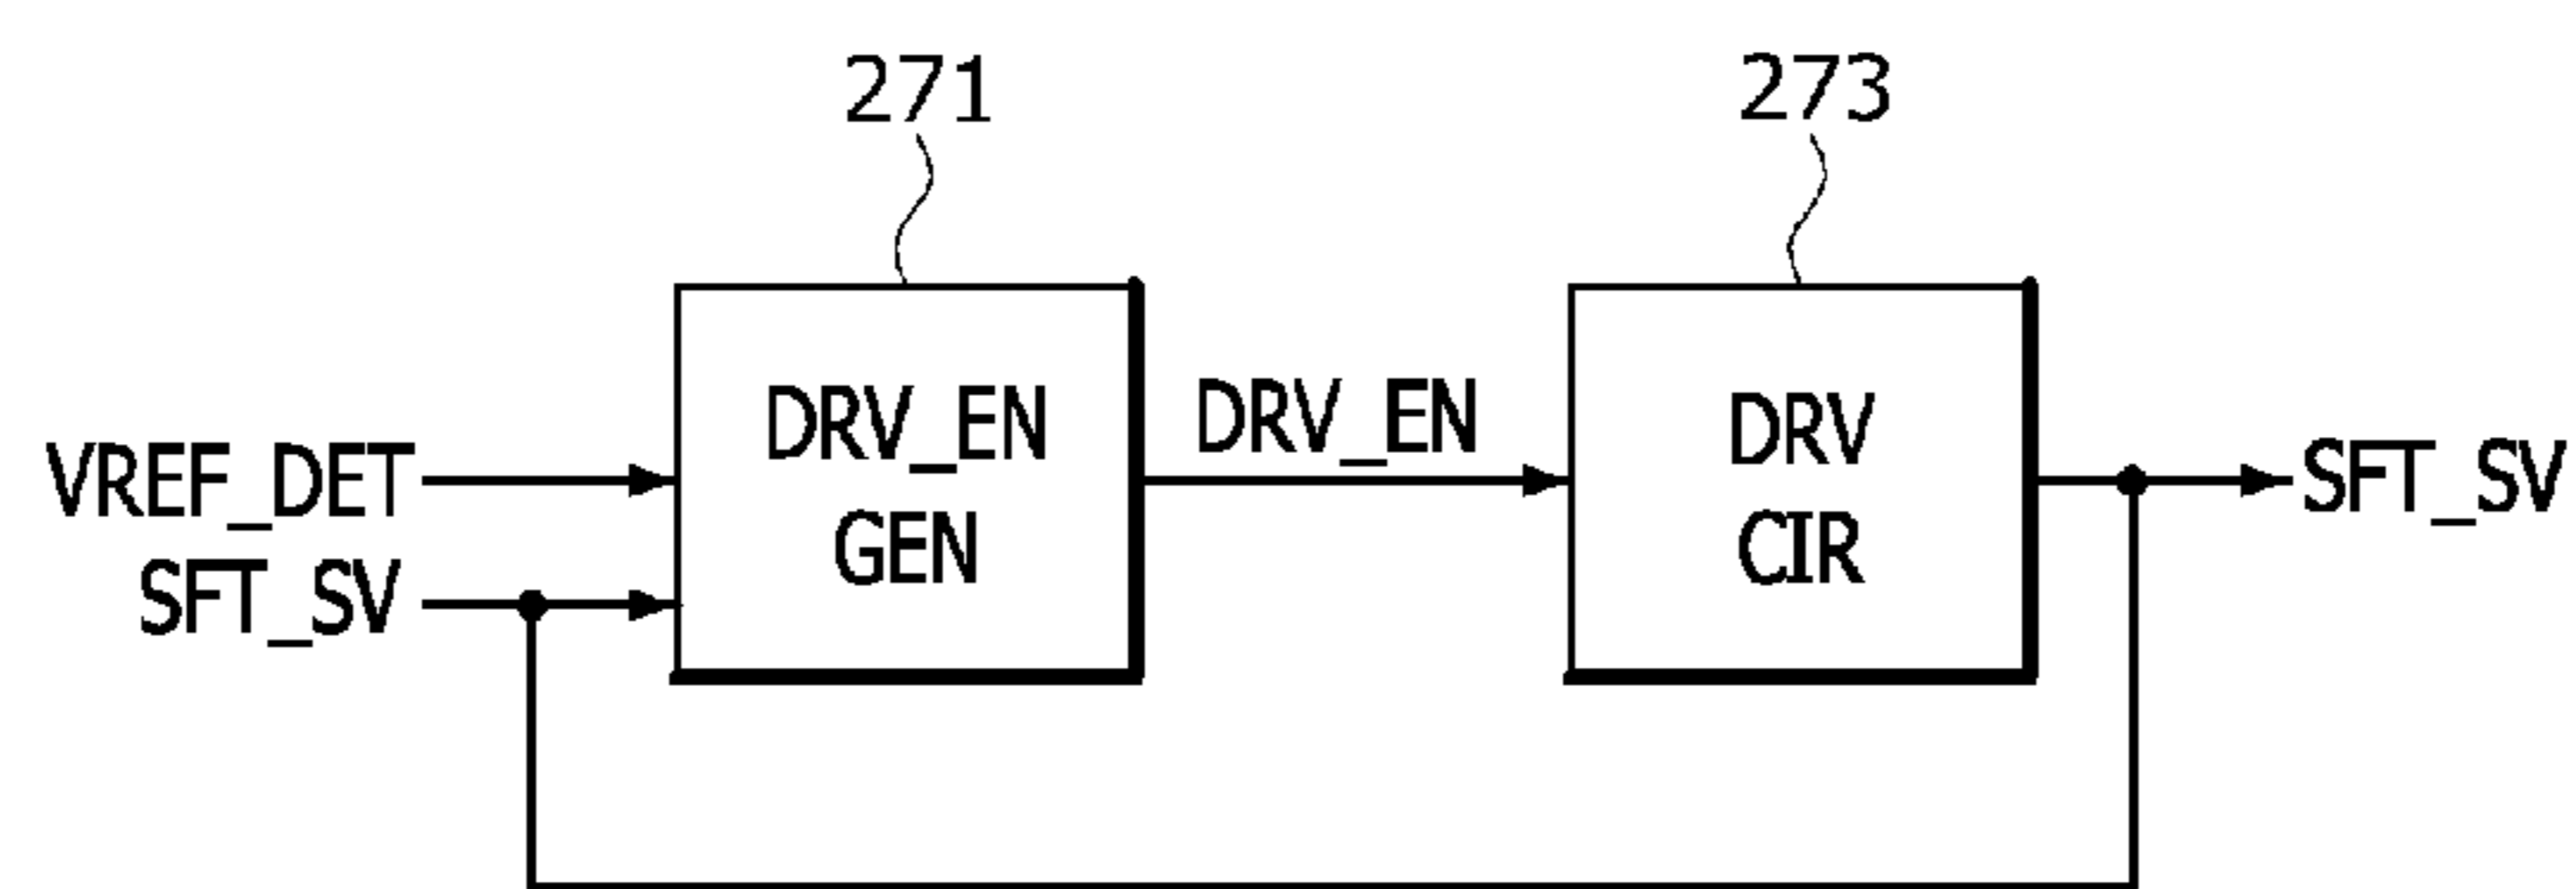 271
273
DRV_EN
GEN
DRV_EN
DRV
CIR
VREF_DET
SFT_SV
SFT_SV